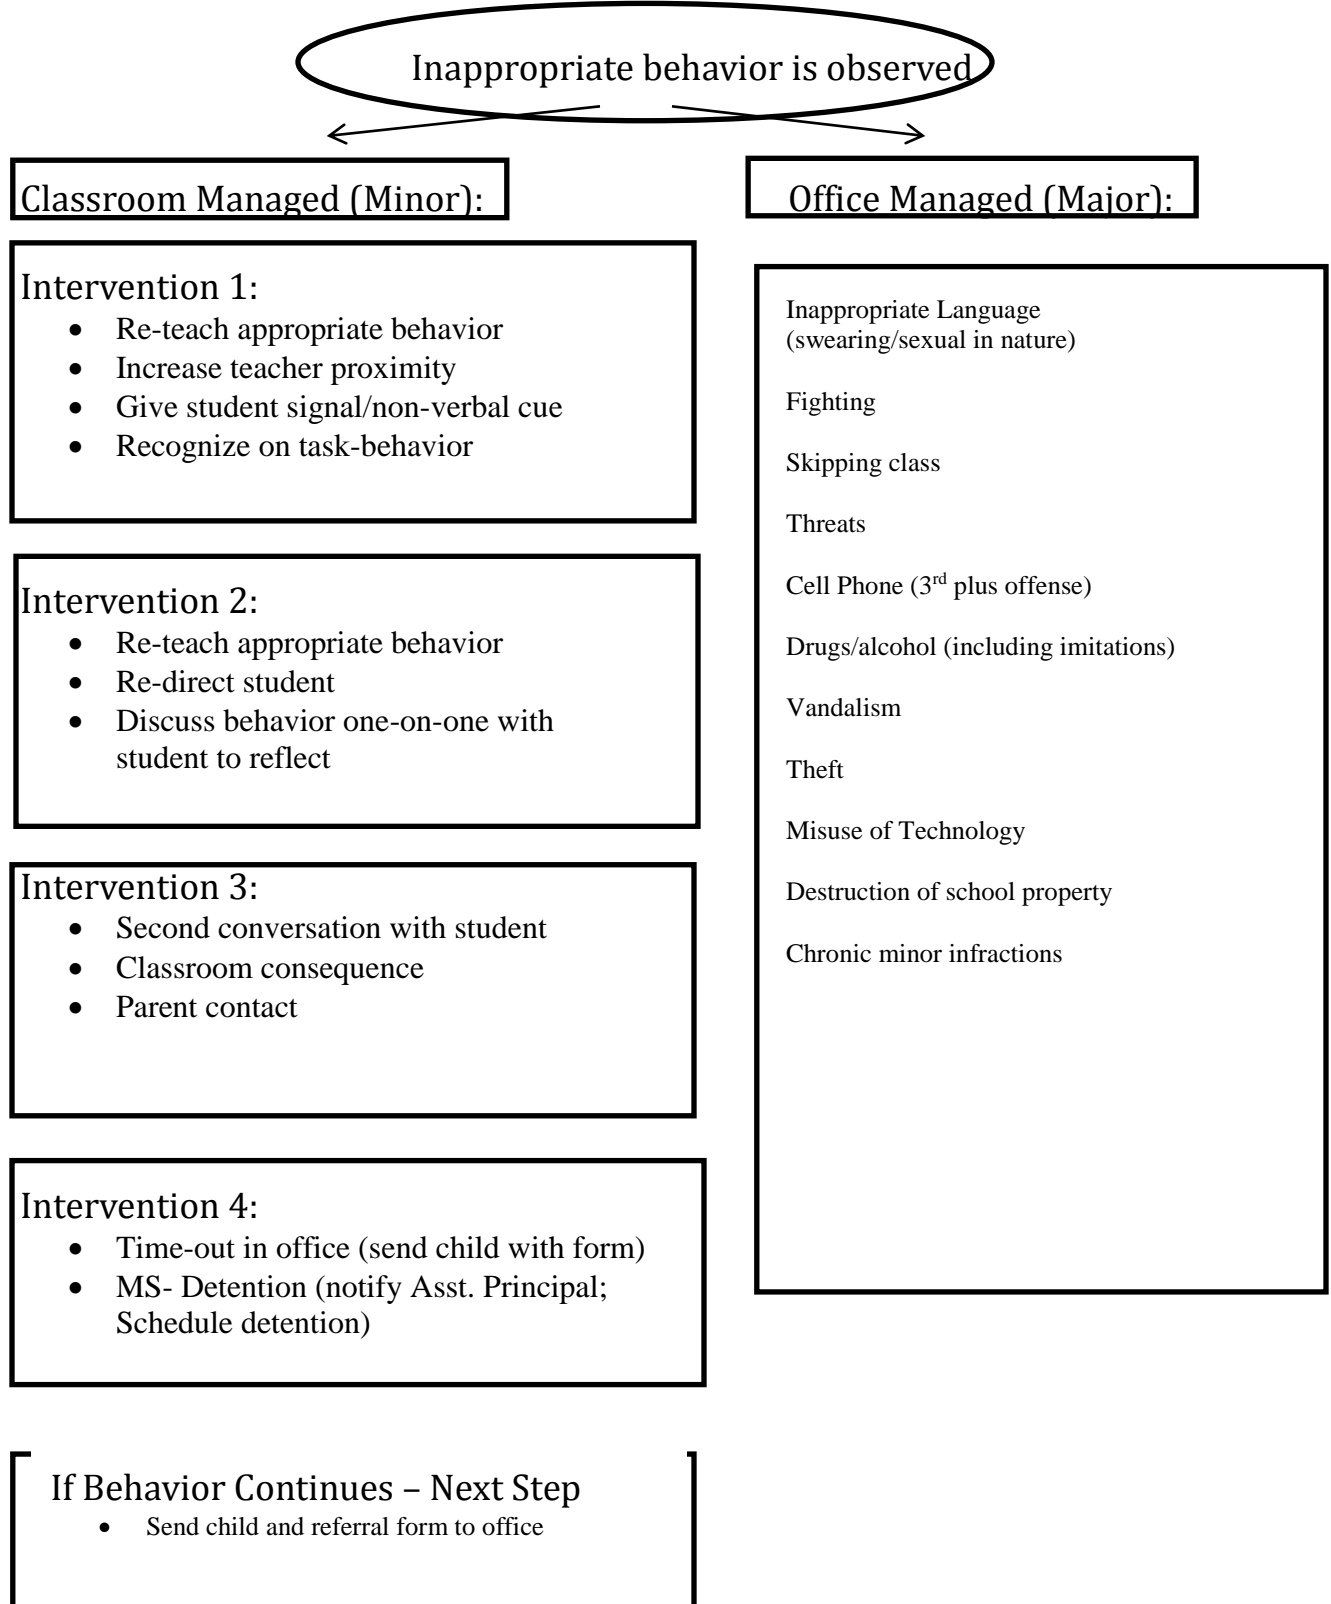 Inappropriate behavior is observed
Classroom Managed (Minor):
Office Managed (Major):
Intervention 1:
• Re-teach appropriate behavior
• Increase teacher proximity
• Give student signal/non-verbal cue
• Recognize on task-behavior
Intervention 2:
• Re-teach appropriate behavior
• Re-direct student
• Discuss behavior one-on-one with
student to reflect
Intervention 3:
• Second conversation with student
• Classroom consequence
• Parent contact
Intervention 4:
• Time-out in office (send child with form)
• MS- Detention (notify Asst. Principal;
Schedule detention)
If Behavior Continues – Next Step
• Send child and referral form to office
Inappropriate Language
(swearing/sexual in nature)
Fighting
Skipping class
Threats
Cell Phone (3rd plus offense)
Drugs/alcohol (including imitations)
Vandalism
Theft
Misuse of Technology
Destruction of school property
Chronic minor infractions